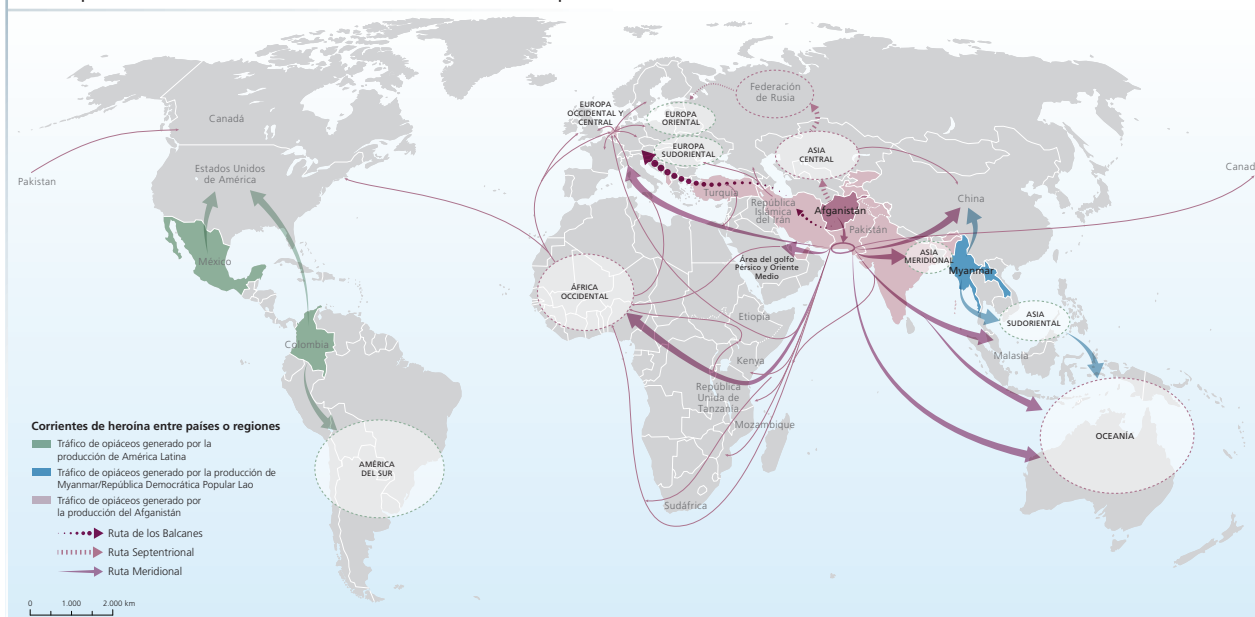 Canadá
Estados Unidos
de América
Pakistan
México
Colombia
AMÉRICA
DEL SUR
EUROPA
OCCIDENTAL Y
CENTRAL
EUROPA
ORIENTAL
EUROPA
SUDORIENTAL
Federación
de Rusia
ASIA
CENTRAL
Turquía
República
Islámica
del Irán
Afganistán
Pakistán
China
Canad
ASIA
MERIDIONAL
Myanmar
Área del golfo
Pérsico y Oriente
Medio
ÁFRICA
OCCIDENTAL
Etiopía
Kenya
República
Unida de
Tanzanía
Mozambique
Sudáfrica
ASIA
SUDORIENTAL
Malasia
OCEANÍA
Corrientes de heroína entre países o regiones
Tráfico de opiáceos generado por la
producción de América Latina
Tráfico de opiáceos generado por la producción de
Myanmar/República Democrática Popular Lao
Tráfico de opiáceos generado por
la producción del Afganistán
Ruta de los Balcanes
Ruta Septentrional
Ruta Meridional
0 1.000 2.000 km